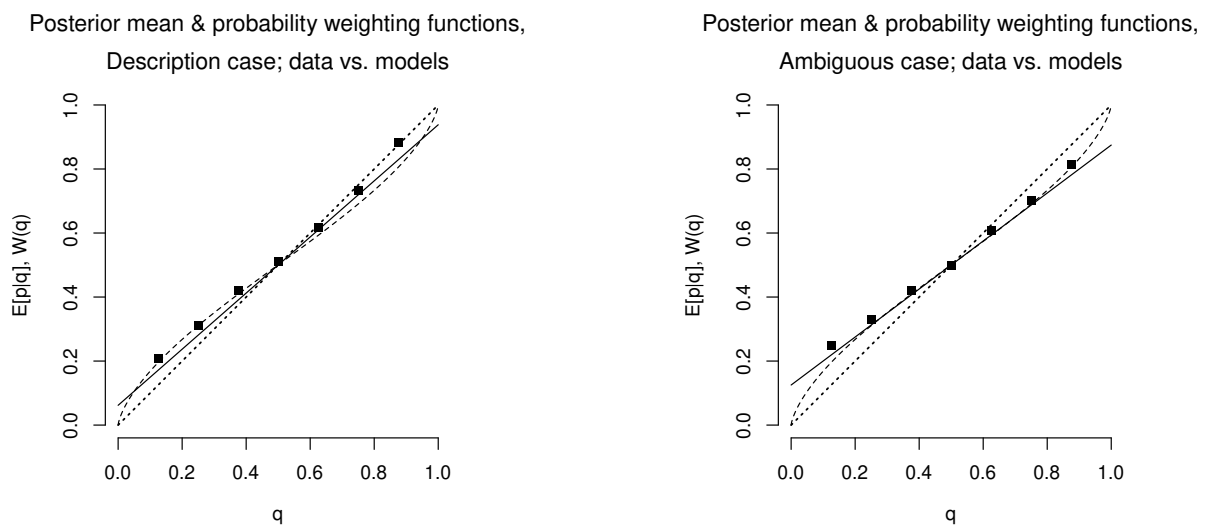 Posterior mean & probability weighting functions,
Description case; data vs. models
E[p|q], W(q)
1.0
0.8
0.6
0.4
0.2
0.0
0.0 0.2 0.4 0.6 0.8 1.0
q
Posterior mean & probability weighting functions,
Ambiguous case; data vs. models
E[p|q], W(q)
1.0
0.8
0.6
0.4
0.2
0.0
0.0 0.2 0.4 0.6 0.8 1.0
q